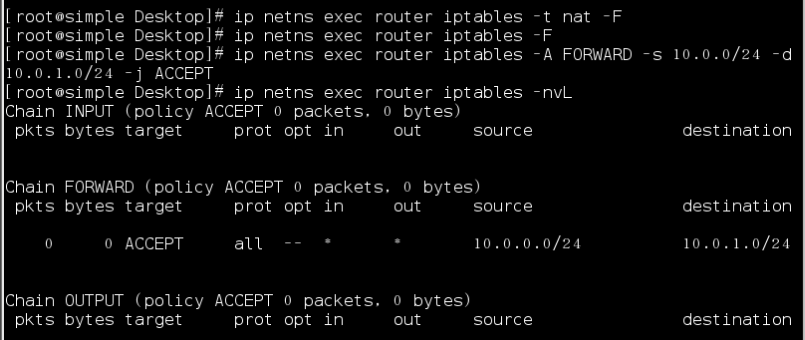 [root@simple Desktop]# ip netns exec router iptables -t nat -F
[root@simple Desktop]# ip netns exec router iptables -F
[root@simple Desktop]# ip netns exec router iptables -A FORWARD -s 10.0.0/24 -d
10.0.1.0/24 -j ACCEPT
[root@simple Desktop]# ip netns exec router iptables -nvL
Chain INPUT (policy ACCEPT 0 packets, 0 bytes)
pkts bytes target prot opt in out source destination
Chain FORWARD (policy ACCEPT 0 packets, 0 bytes)
pkts bytes target prot opt in out source destination
0 0 ACCEPT all -- * * 10.0.0.0/24 10.0.1.0/24
Chain OUTPUT (policy ACCEPT 0 packets, 0 bytes)
pkts bytes target prot opt in out source destination